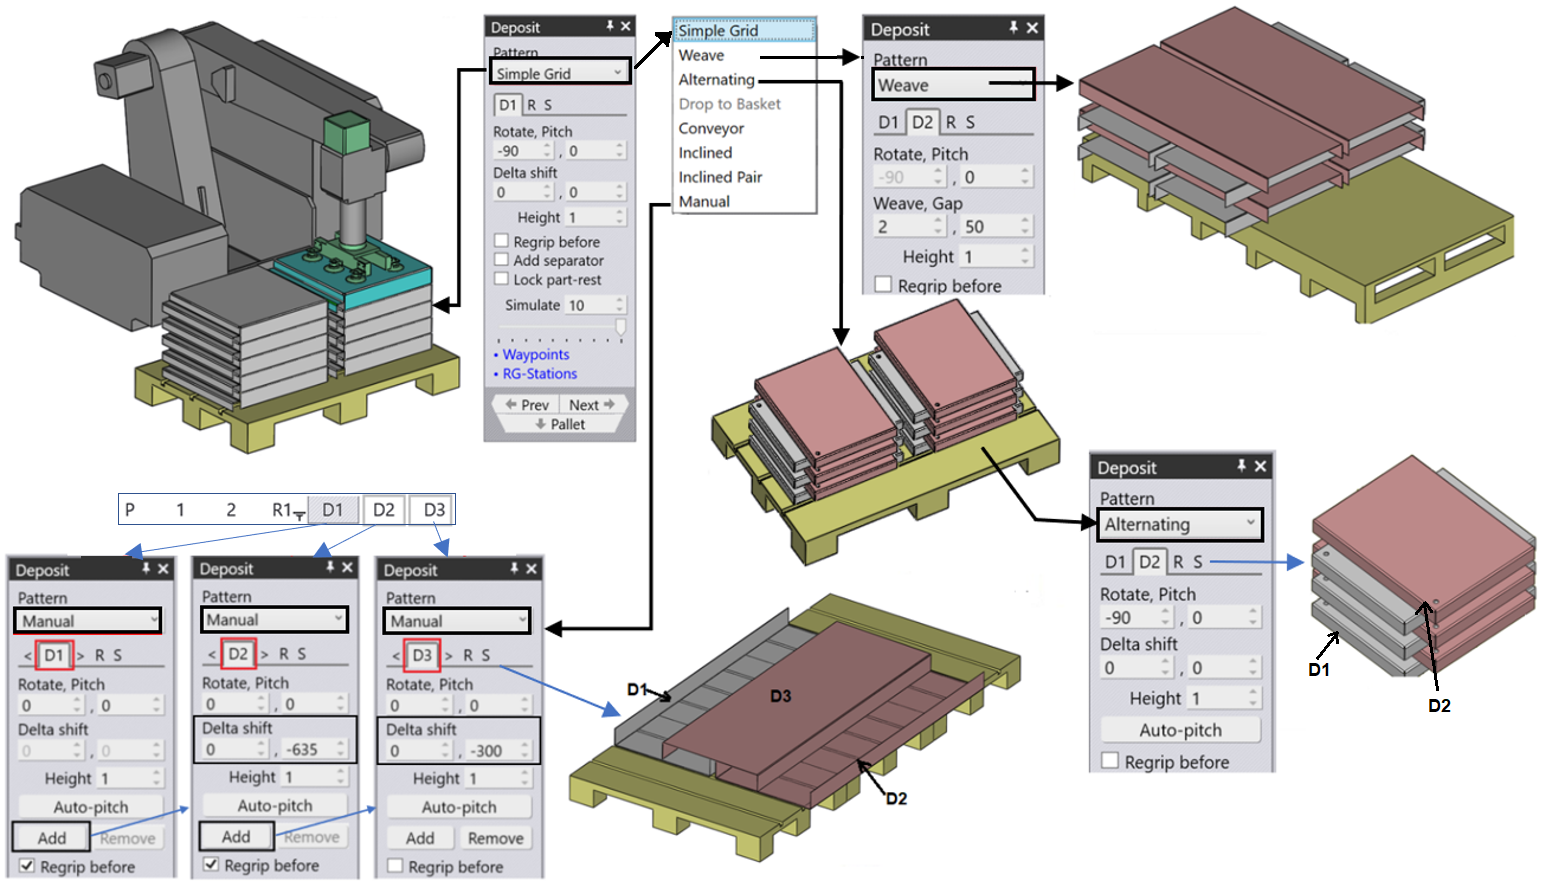 Deposit
Pattern
Simple Grid
D1 R S
Rotate, Pitch
-90 , 0
Delta shift
0 , 0
Height 1
Regrip before
Add separator
Lock part-rest
Simulate 10
• Waypoints
• RG-Stations
Prev Next
Pallet
Simple Grid
Weave
Alternating
Drop to Basket
Conveyor
Inclined
Inclined Pair
Manual
Deposit
Pattern
Weave
D1 D2 R S
Rotate, Pitch
-90 , 0
Weave, Gap
2 , 50
Height 1
Regrip before
Deposit
Pattern
Alternating
D1 D2 R S
Rotate, Pitch
-90 , 0
Delta shift
0 , 0
Height 1
Auto-pitch
Regrip before
D1
D2
P 1 2 R1 D1 D2 D3
Deposit
Pattern
Manual
< D1 > R S
Rotate, Pitch
0 , 0
Delta shift
0 , 0
Height 1
Auto-pitch
Add Remove
Regrip before
Deposit
Pattern
Manual
< D2 > R S
Rotate, Pitch
0 , 0
Delta shift
0 , -635
Height 1
Auto-pitch
Add Remove
Regrip before
Deposit
Pattern
Manual
< D3 > R S
Rotate, Pitch
0 , 0
Delta shift
0 , -300
Height 1
Auto-pitch
Add Remove
Regrip before
D1
D3
D2